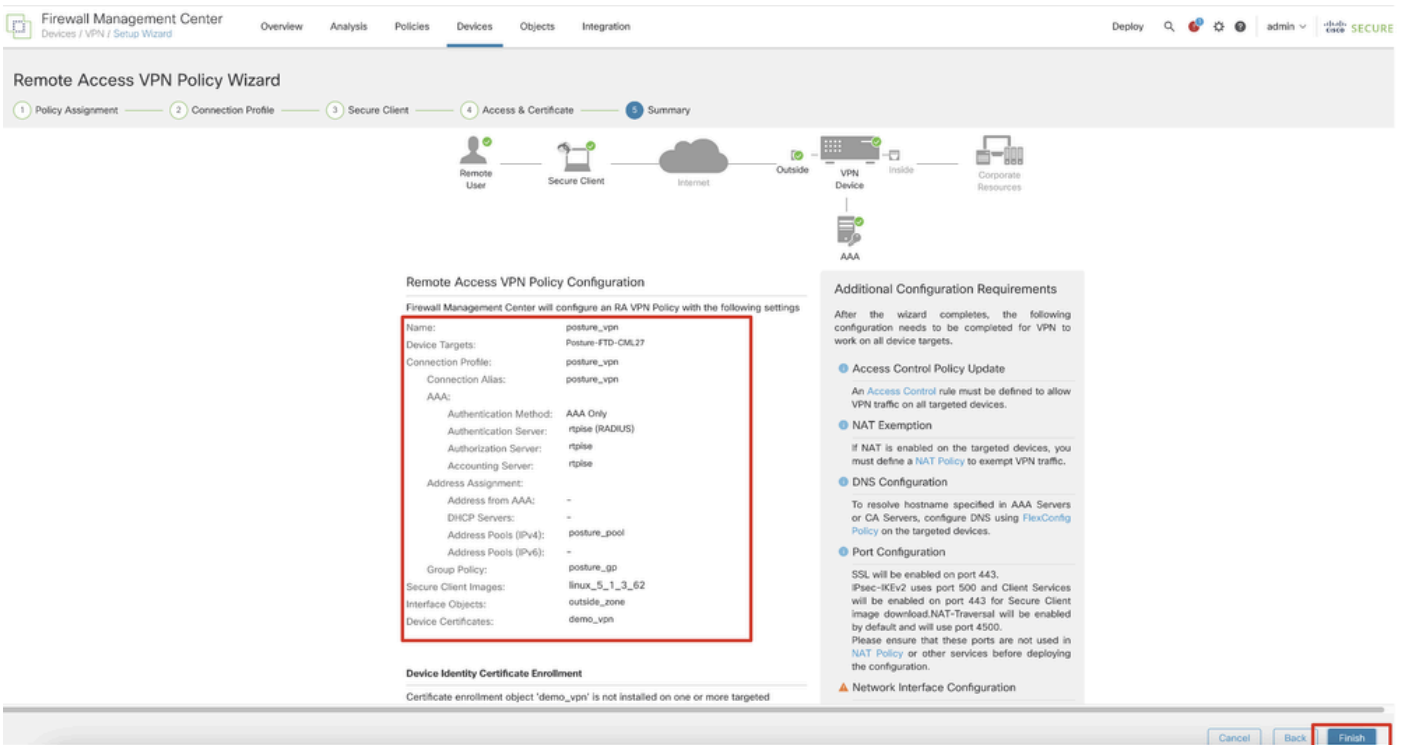 Firewall Management Center
Devices / VPN / Setup Wizard
Overview Analysis Policies Devices Objects Integration
Deploy admin cisco SECURE
Remote Access VPN Policy Wizard
1 Policy Assignment 2 Connection Profile 3 Secure Client 4 Access & Certificate 5 Summary
Remote User
Secure Client
Internet
Outside
VPN Device
Inside
Corporate Resources
AAA
Remote Access VPN Policy Configuration
Firewall Management Center will configure an RA VPN Policy with the following settings
Name: posture_vpn
Device Targets: Posture-FTD-CML27
Connection Profile: posture_vpn
Connection Alias: posture_vpn
AAA:
Authentication Method: AAA Only
Authentication Server: rtpise (RADIUS)
Authorization Server: rtpise
Accounting Server: rtpise
Address Assignment:
Address from AAA: -
DHCP Servers: -
Address Pools (IPv4): posture_pool
Address Pools (IPv6): -
Group Policy: posture_gp
Secure Client Images: linux_5_1_3_62
Interface Objects: outside_zone
Device Certificates: demo_vpn
Device Identity Certificate Enrollment
Certificate enrollment object 'demo_vpn' is not installed on one or more targeted
Additional Configuration Requirements
After the wizard completes, the following
configuration needs to be completed for VPN to
work on all device targets.
Access Control Policy Update
An Access Control rule must be defined to allow
VPN traffic on all targeted devices.
NAT Exemption
If NAT is enabled on the targeted devices, you
must define a NAT Policy to exempt VPN traffic.
DNS Configuration
To resolve hostname specified in AAA Servers
or CA Servers, configure DNS using FlexConfig
Policy on the targeted devices.
Port Configuration
SSL will be enabled on port 443.
IPsec-IKEv2 uses port 500 and Client Services
will be enabled on port 443 for Secure Client
image download.NAT-Traversal will be enabled
by default and will use port 4500.
Please ensure that these ports are not used in
NAT Policy or other services before deploying
the configuration.
Network Interface Configuration
Cancel Back Finish